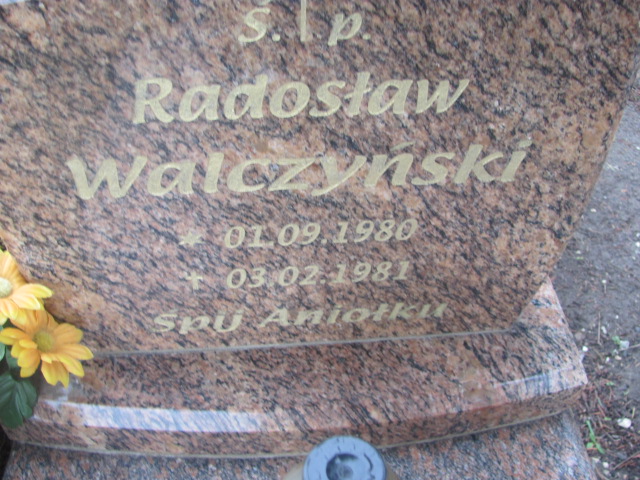 Ś. p.
Radosław
Walczyński
* 01.09.1980
+ 03.02.1981
Śpij Aniołku